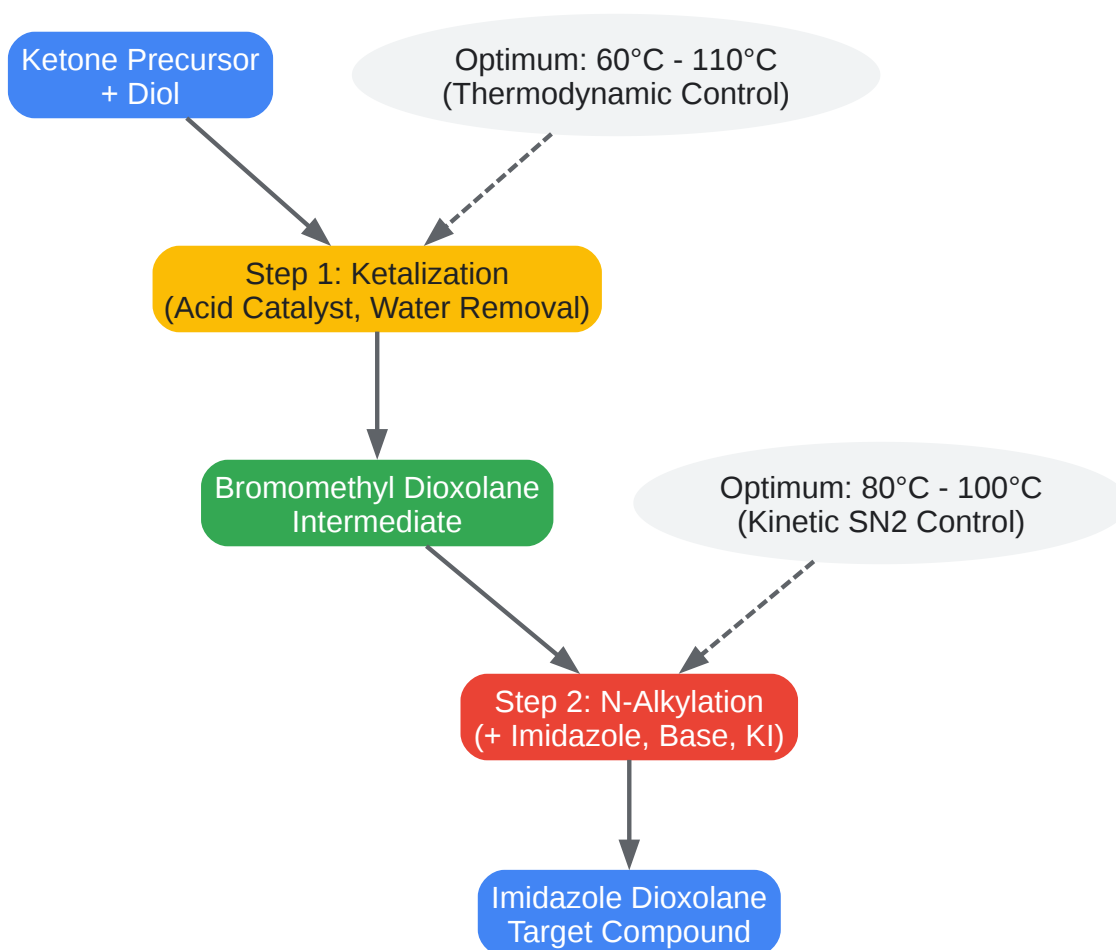 Ketone Precursor
+ Diol
Optimum: 60°C - 110°C
(Thermodynamic Control)
Step 1: Ketalization
(Acid Catalyst, Water Removal)
Bromomethyl Dioxolane
Intermediate
Optimum: 80°C - 100°C
(Kinetic SN2 Control)
Step 2: N-Alkylation
(+ Imidazole, Base, KI)
Imidazole Dioxolane
Target Compound